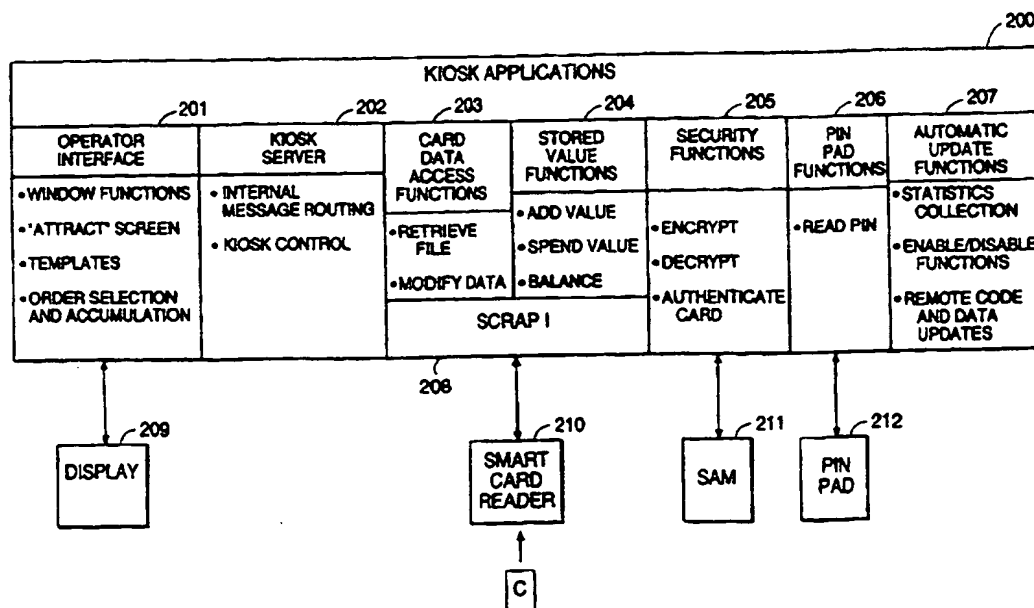 200
KIOSK APPLICATIONS
201
202
203
204
205
206
207
OPERATOR
INTERFACE
• WINDOW FUNCTIONS
• "ATTRACT" SCREEN
• TEMPLATES
• ORDER SELECTION
AND ACCUMULATION
KIOSK
SERVER
• INTERNAL
MESSAGE ROUTING
• KIOSK CONTROL
CARD
DATA
ACCESS
FUNCTIONS
• RETRIEVE
FILE
• MODIFY DATA
STORED
VALUE
FUNCTIONS
• ADD VALUE
• SPEND VALUE
• BALANCE
SCRAP I
SECURITY
FUNCTIONS
• ENCRYPT
• DECRYPT
• AUTHENTICATE
CARD
PIN
PAD
FUNCTIONS
• READ PIN
AUTOMATIC
UPDATE
FUNCTIONS
• STATISTICS
COLLECTION
• ENABLE/DISABLE
FUNCTIONS
• REMOTE CODE
AND DATA
UPDATES
208
209
DISPLAY
210
SMART
CARD
READER
211
SAM
212
PIN
PAD
C